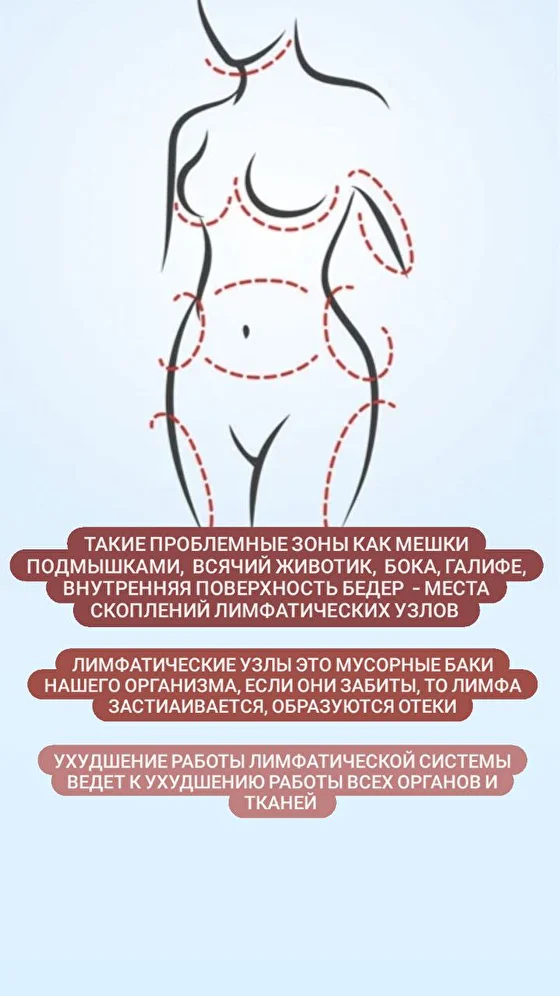 ТАКИЕ ПРОБЛЕМНЫЕ ЗОНЫ КАК МЕШКИ
ПОДМЫШКАМИ, ВСЯЧИЙ ЖИВОТИК, БОКА, ГАЛИФЕ,
ВНУТРЕННЯЯ ПОВЕРХНОСТЬ БЕДЕР - МЕСТА
СКОПЛЕНИЙ ЛИМФАТИЧЕСКИХ УЗЛОВ
ЛИМФАТИЧЕСКИЕ УЗЛЫ ЭТО МУСОРНЫЕ БАКИ
НАШЕГО ОРГАНИЗМА, ЕСЛИ ОНИ ЗАБИТЫ, ТО ЛИМФА
ЗАСТИАИВАЕТСЯ, ОБРАЗУЮТСЯ ОТЕКИ
УХУДШЕНИЕ РАБОТЫ ЛИМФАТИЧЕСКОЙ СИСТЕМЫ
ВЕДЕТ К УХУДШЕНИЮ РАБОТЫ ВСЕХ ОРГАНОВ И
ТКАНЕЙ